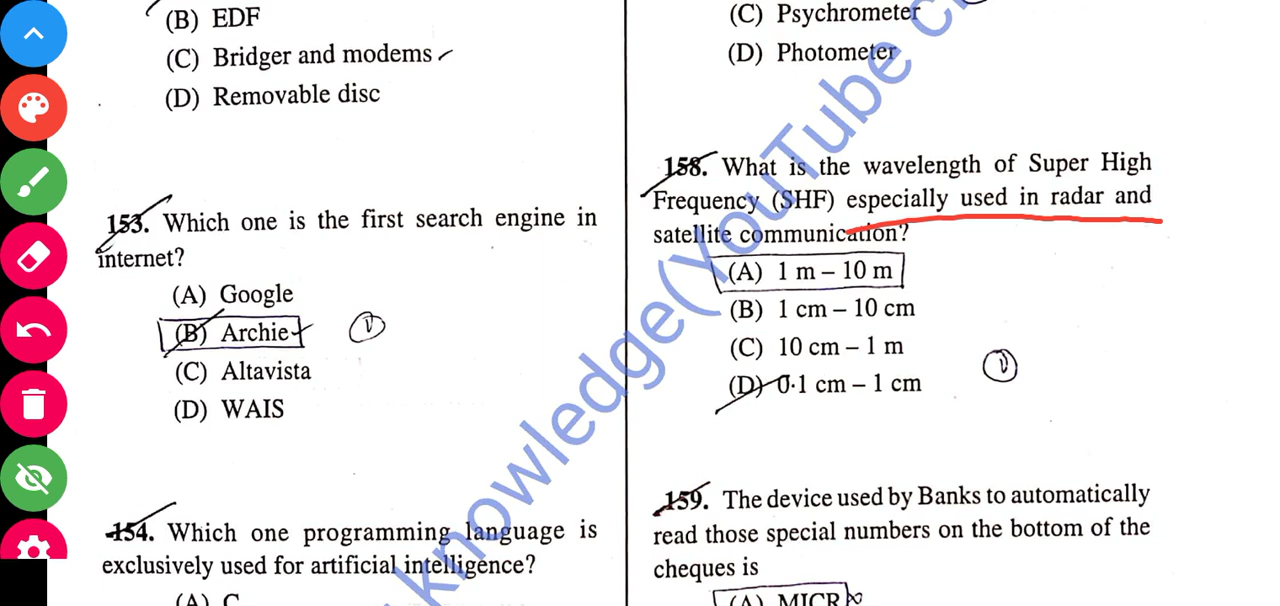 (B) EDF
(C) Bridger and modems
(D) Removable disc
153. Which one is the first search engine in
internet?
(A) Google
(B) Archie
(C) Altavista
(D) WAIS
154. Which one programming language is
exclusively used for artificial intelligence?
(A) C
(C) Psychrometer
(D) Photometer
158. What is the wavelength of Super High
Frequency (SHF) especially used in radar and
satellite communication?
(A) 1 m – 10 m
(B) 1 cm – 10 cm
(C) 10 cm – 1 m
(D) 0·1 cm – 1 cm
159. The device used by Banks to automatically
read those special numbers on the bottom of the
cheques is
(A) MICR
knowledge(YouTube